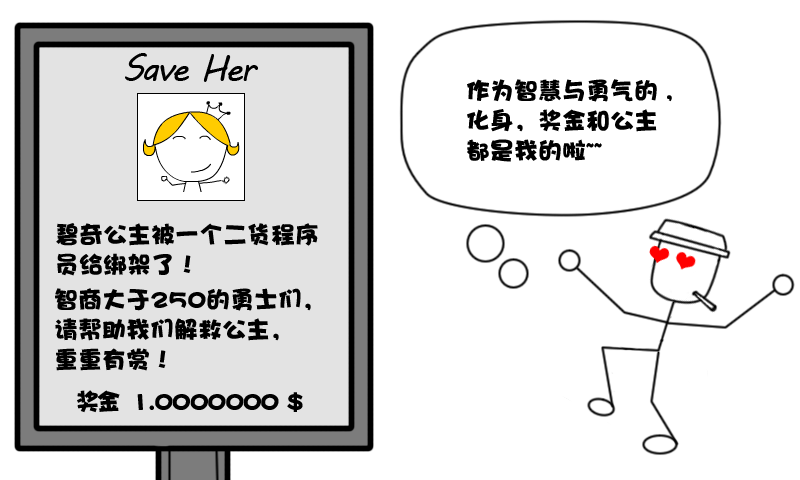 Save Her
碧奇公主被一个二货程序
员给绑架了！
智商大于250的勇士们，
请帮助我们解救公主，
重重有赏！
奖金 1.0000000 $
作为智慧与勇气的，
化身，奖金和公主
都是我的啦~~